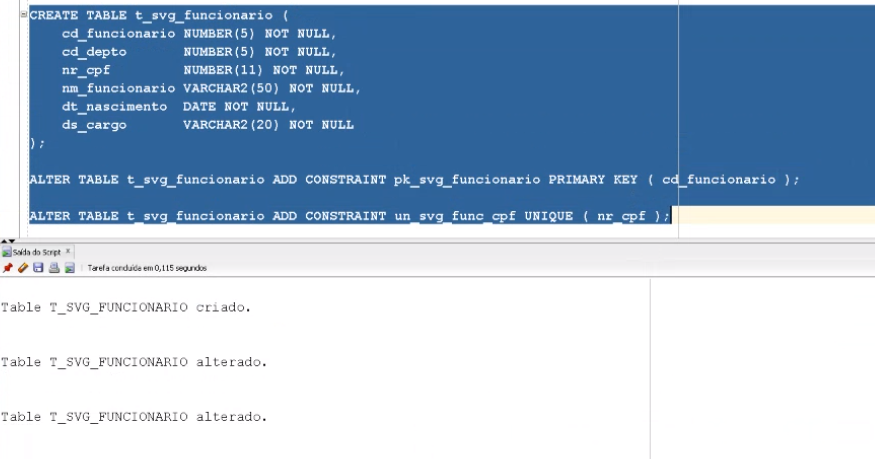 CREATE TABLE t_svg_funcionario (
cd_funcionario NUMBER(5) NOT NULL,
cd_depto NUMBER(5) NOT NULL,
nr_cpf NUMBER(11) NOT NULL,
nm_funcionario VARCHAR2(50) NOT NULL,
dt_nascimento DATE NOT NULL,
ds_cargo VARCHAR2(20) NOT NULL
);
ALTER TABLE t_svg_funcionario ADD CONSTRAINT pk_svg_funcionario PRIMARY KEY ( cd_funcionario );
ALTER TABLE t_svg_funcionario ADD CONSTRAINT un_svg_func_cpf UNIQUE ( nr_cpf );
Saída do Script ×
Tarefa concluída em 0,115 segundos
Table T_SVG_FUNCIONARIO criado.
Table T_SVG_FUNCIONARIO alterado.
Table T_SVG_FUNCIONARIO alterado.